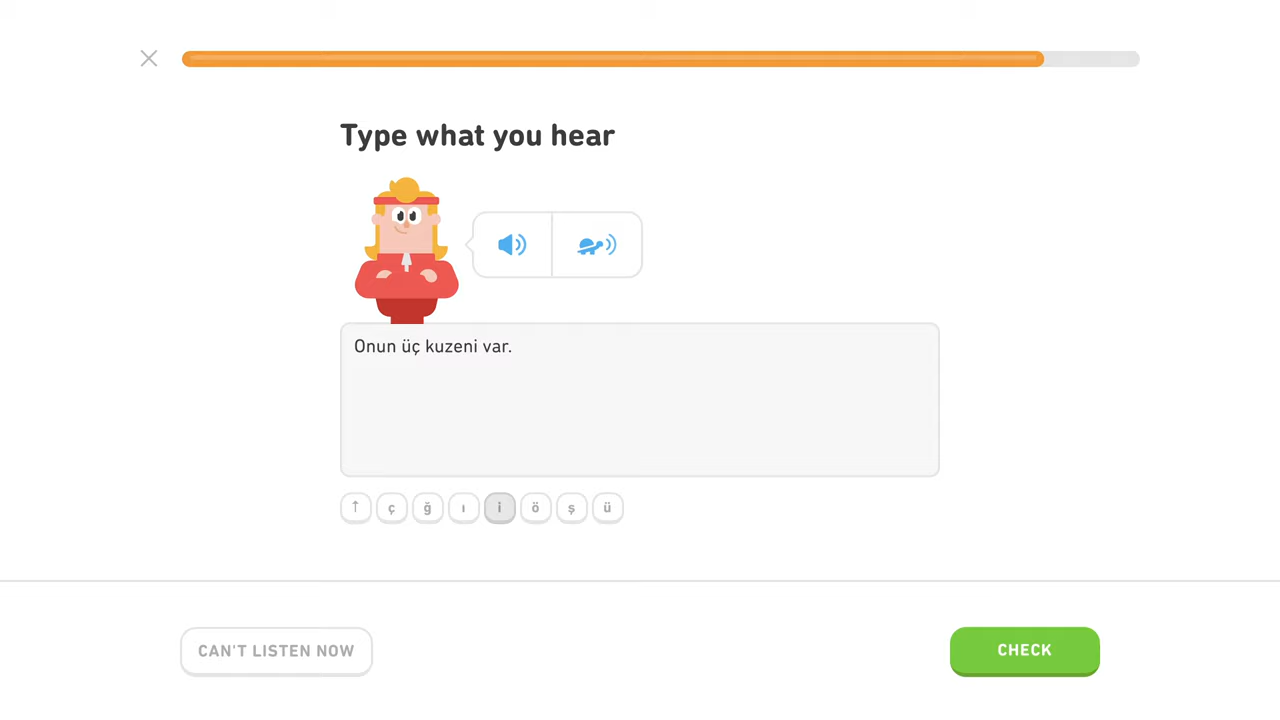 Type what you hear
Onun üç kuzeni var.
↑ ç ğ ı i ö ş ü
CAN'T LISTEN NOW
CHECK